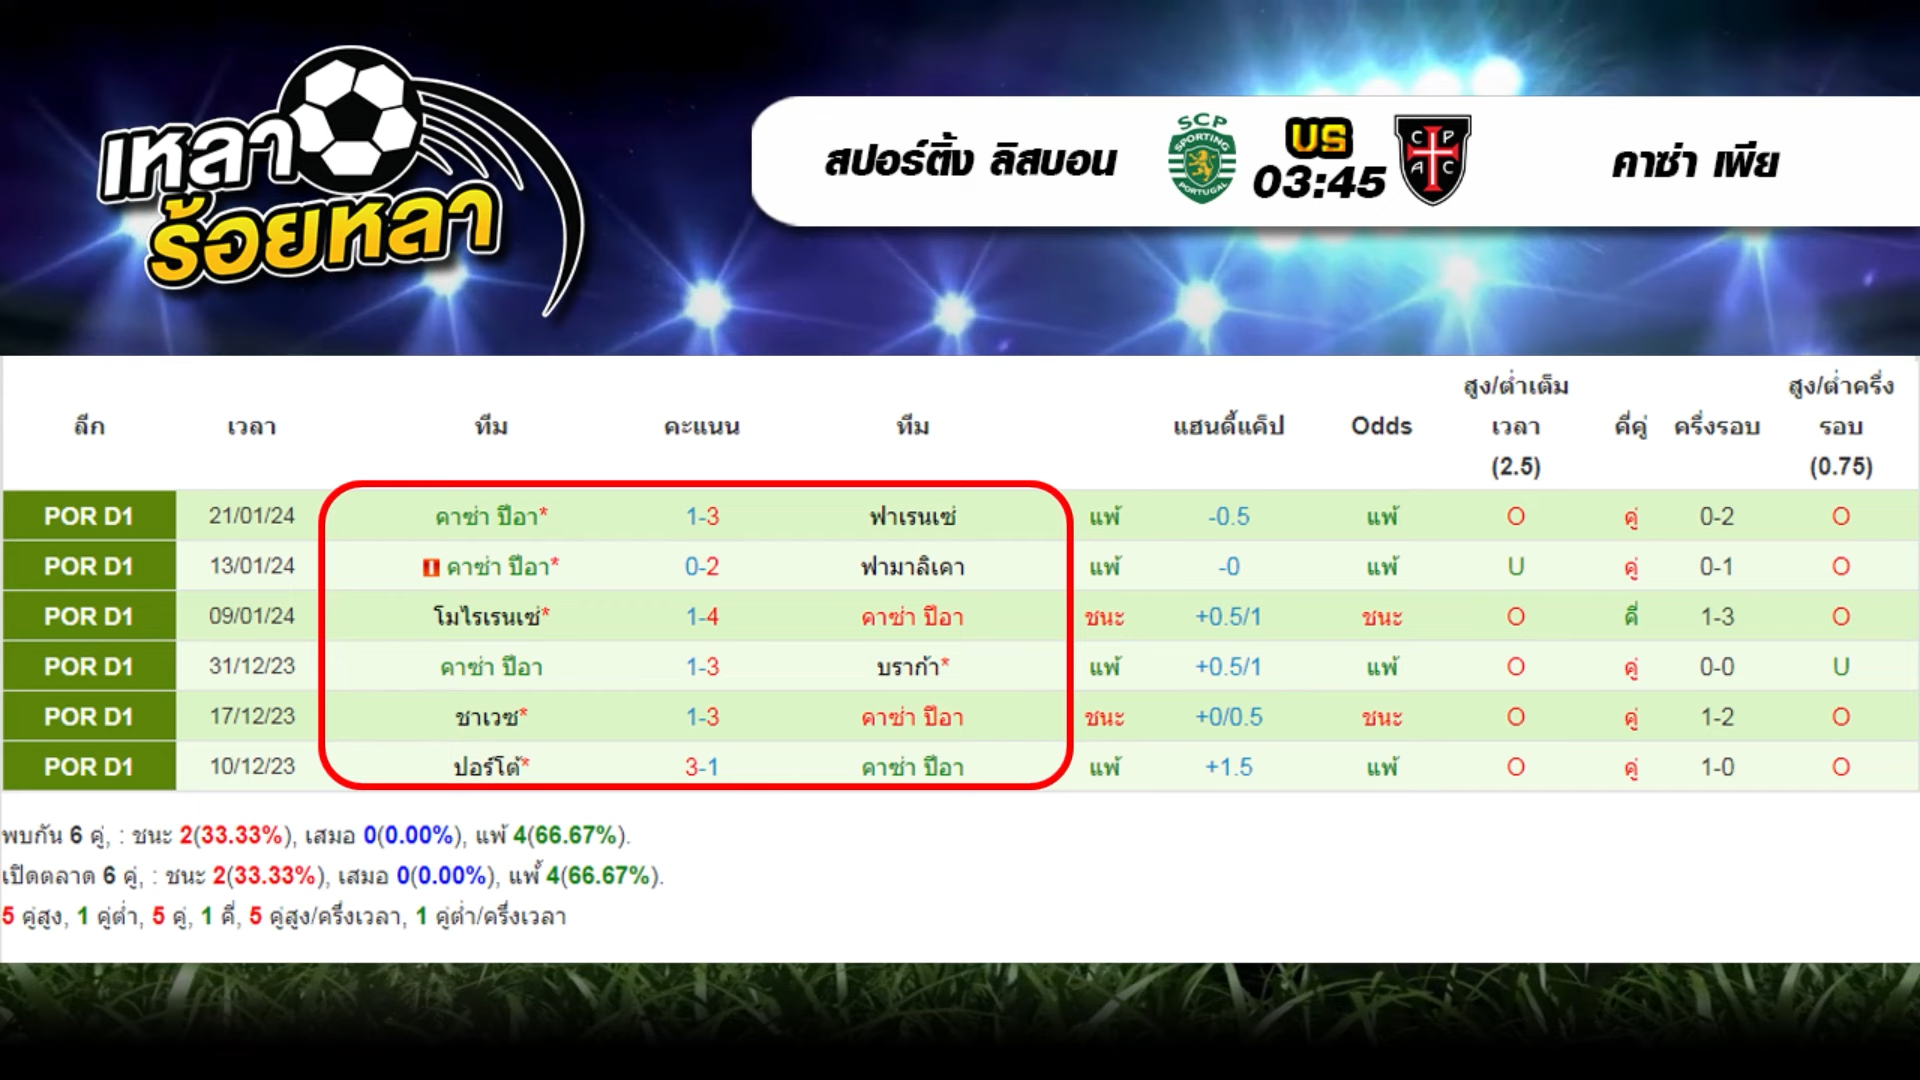 เหลา
ร้อยหลา
สปอร์ติ้ง ลิสบอน
SCP
SPORTING
PORTUGAL
US
03:45
C P
A C
คาซ่า เพีย
ลีก เวลา ทีม คะแนน ทีม แฮนดี้แค็ป Odds สูง/ต่ำเต็มเวลา (2.5) คี่คู่ ครึ่งรอบ สูง/ต่ำครึ่งรอบ (0.75)
POR D1 21/01/24 คาซ่า ปีอา* 1-3 ฟาเรนเซ่ แพ้ -0.5 แพ้ O คู่ 0-2 O
POR D1 13/01/24 คาซ่า ปีอา* 0-2 ฟามาลิเคา แพ้ -0 แพ้ U คู่ 0-1 O
POR D1 09/01/24 โมไรเรนเซ่* 1-4 คาซ่า ปีอา ชนะ +0.5/1 ชนะ O คี่ 1-3 O
POR D1 31/12/23 คาซ่า ปีอา 1-3 บราก้า* แพ้ +0.5/1 แพ้ O คู่ 0-0 U
POR D1 17/12/23 ชาเวซ* 1-3 คาซ่า ปีอา ชนะ +0/0.5 ชนะ O คู่ 1-2 O
POR D1 10/12/23 ปอร์โต้* 3-1 คาซ่า ปีอา แพ้ +1.5 แพ้ O คู่ 1-0 O
พบกัน 6 คู่, : ชนะ 2(33.33%), เสมอ 0(0.00%), แพ้ 4(66.67%).
เปิดตลาด 6 คู่, : ชนะ 2(33.33%), เสมอ 0(0.00%), แพ้ 4(66.67%).
5 คู่สูง, 1 คู่ต่ำ, 5 คู่, 1 คี่, 5 คู่สูง/ครึ่งเวลา, 1 คู่ต่ำ/ครึ่งเวลา